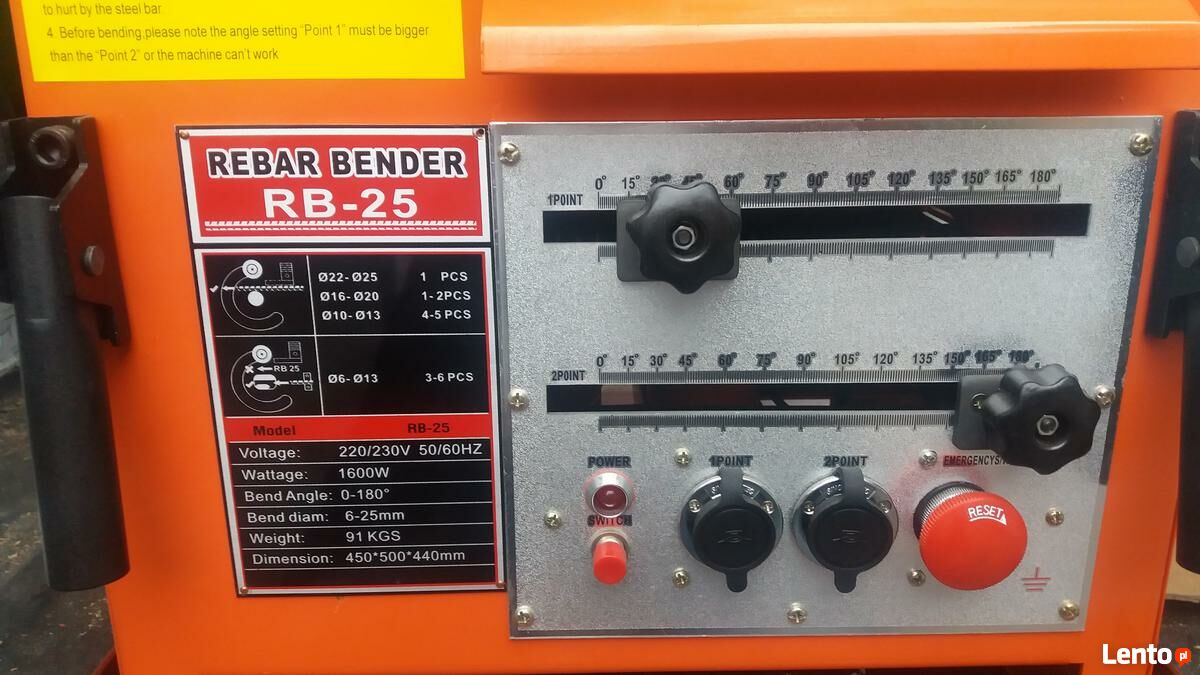 to hurt by the steel bar.
4. Before bending,please note the angle setting "Point 1" must be bigger
than the "Point 2" or the machine can't work
REBAR BENDER
RB-25
Ø22- Ø25 1 PCS
Ø16- Ø20 1- 2PCS
Ø10- Ø13 4-5 PCS
RB 25
Ø6- Ø13 3-6 PCS
Model RB-25
Voltage: 220/230V 50/60HZ
Wattage: 1600W
Bend Angle: 0-180°
Bend diam: 6-25mm
Weight: 91 KGS
Dimension: 450*500*440mm
0° 15° 60° 75° 90° 105° 120° 135° 150° 165° 180°
1POINT
0° 15° 30° 45° 60° 75° 90° 105° 120° 135° 150° 165° 180°
2POINT
POWER 1POINT 2POINT
SWITCH
RESET
Lento.pl